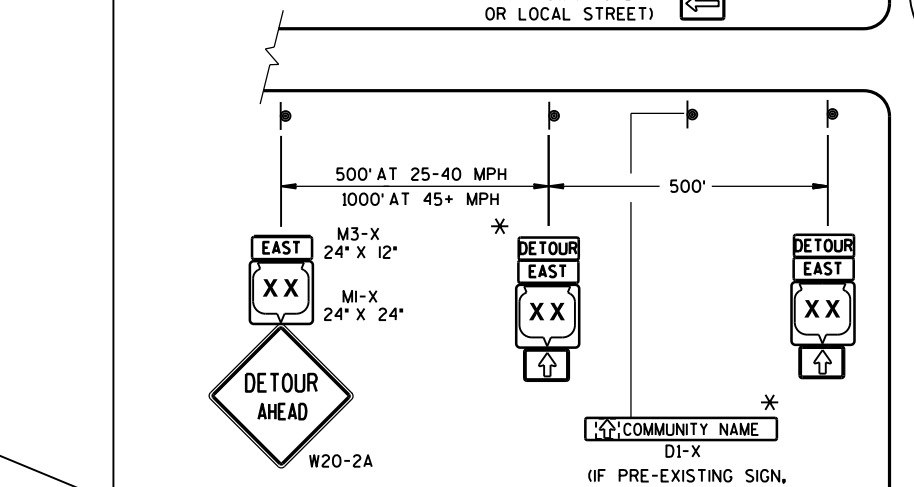 OR LOCAL STREET)
500' AT 25-40 MPH
1000' AT 45+ MPH
500'
EAST
M3-X
24" X 12"
XX
M1-X
24" X 24"
DETOUR
AHEAD
W20-2A
DETOUR
EAST
XX
DETOUR
EAST
XX
COMMUNITY NAME
D1-X
(IF PRE-EXISTING SIGN,